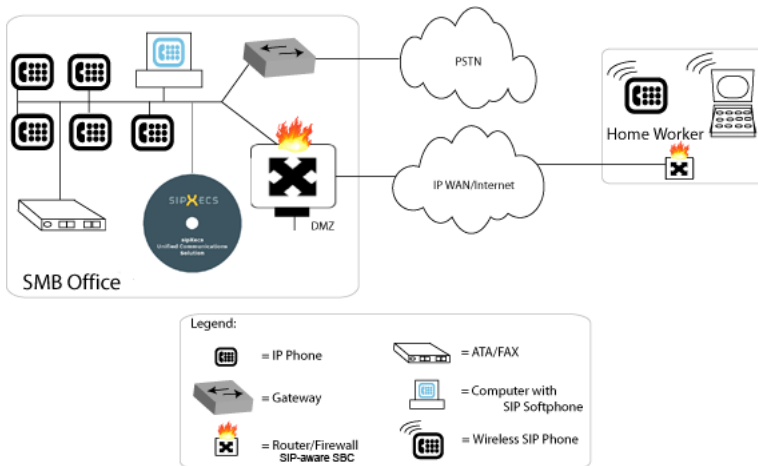 PSTN
Home Worker
IP WAN/Internet
SIPXECS
sipXecs
Unified Communications
Solution
DMZ
SMB Office
Legend:
= IP Phone
= ATA/FAX
= Gateway
= Computer with
SIP Softphone
= Router/Firewall
SIP-aware SBC
= Wireless SIP Phone